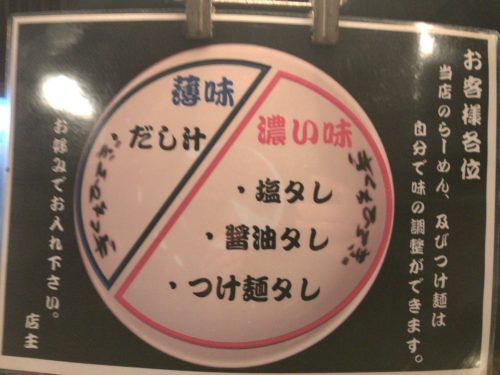 お客様各位
当店のらーめん、及びつけ麺は
自分で味の調整ができます。
薄味
・だし汁
濃い味
・塩タレ
・醤油タレ
・つけ麺タレ
お好みでお入れ下さい。
店主